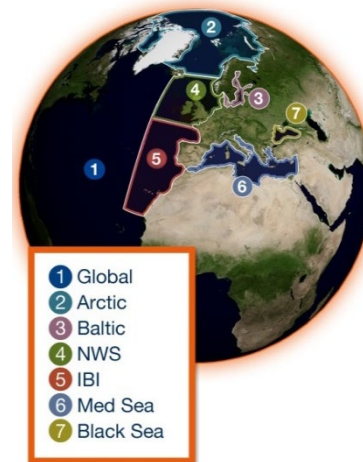 2
4
3
7
1
5
6
1 Global
2 Arctic
3 Baltic
4 NWS
5 IBI
6 Med Sea
7 Black Sea